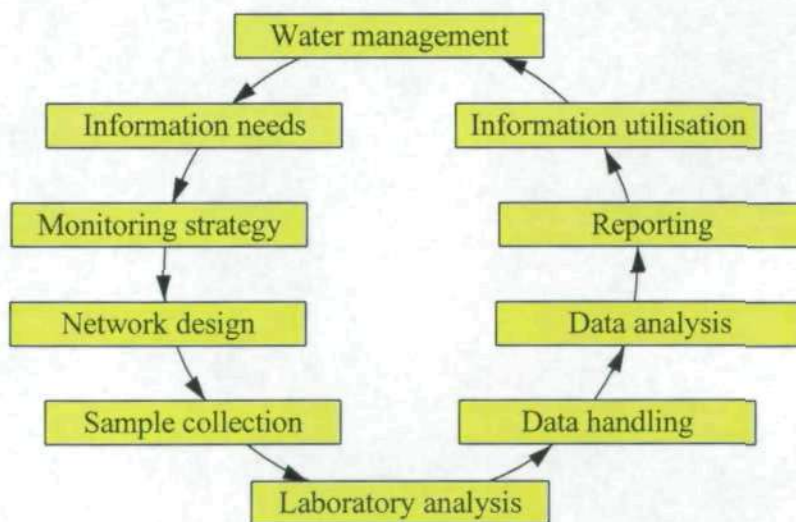 Water management
Information needs
Information utilisation
Monitoring strategy
Reporting
Network design
Data analysis
Sample collection
Data handling
Laboratory analysis